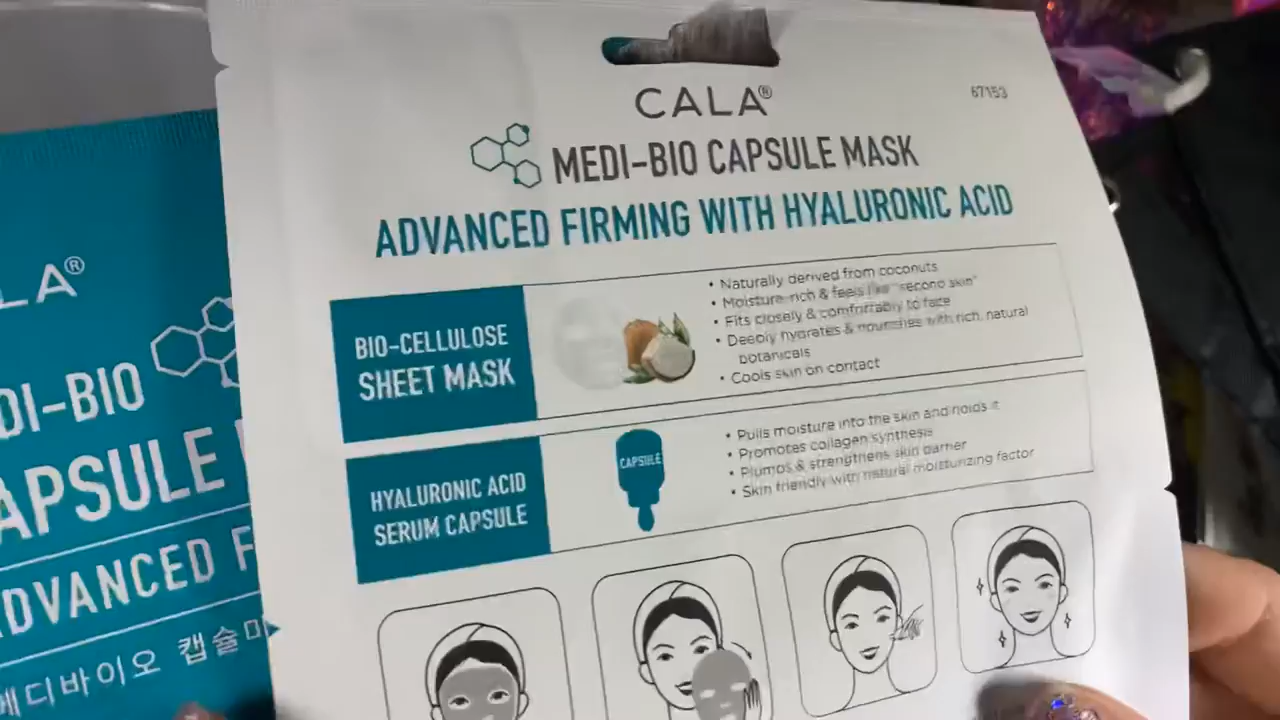 CALA®
67153
MEDI-BIO CAPSULE MASK
ADVANCED FIRMING WITH HYALURONIC ACID
BIO-CELLULOSE
SHEET MASK
• Naturally derived from coconuts
• Moisture-rich & feels like "second skin"
• Fits closely & comfortably to face
• Deeply hydrates & nourishes with rich, natural
botanicals
• Cools skin on contact
HYALURONIC ACID
SERUM CAPSULE
CAPSULE
• Pulls moisture into the skin and holds it
• Promotes collagen synthesis
• Plumps & strengthens skin barrier
• Skin friendly with natural moisturizing factor
LA®
DI-BIO
APSULE
DVANCED F
메디바이오 캡슐마